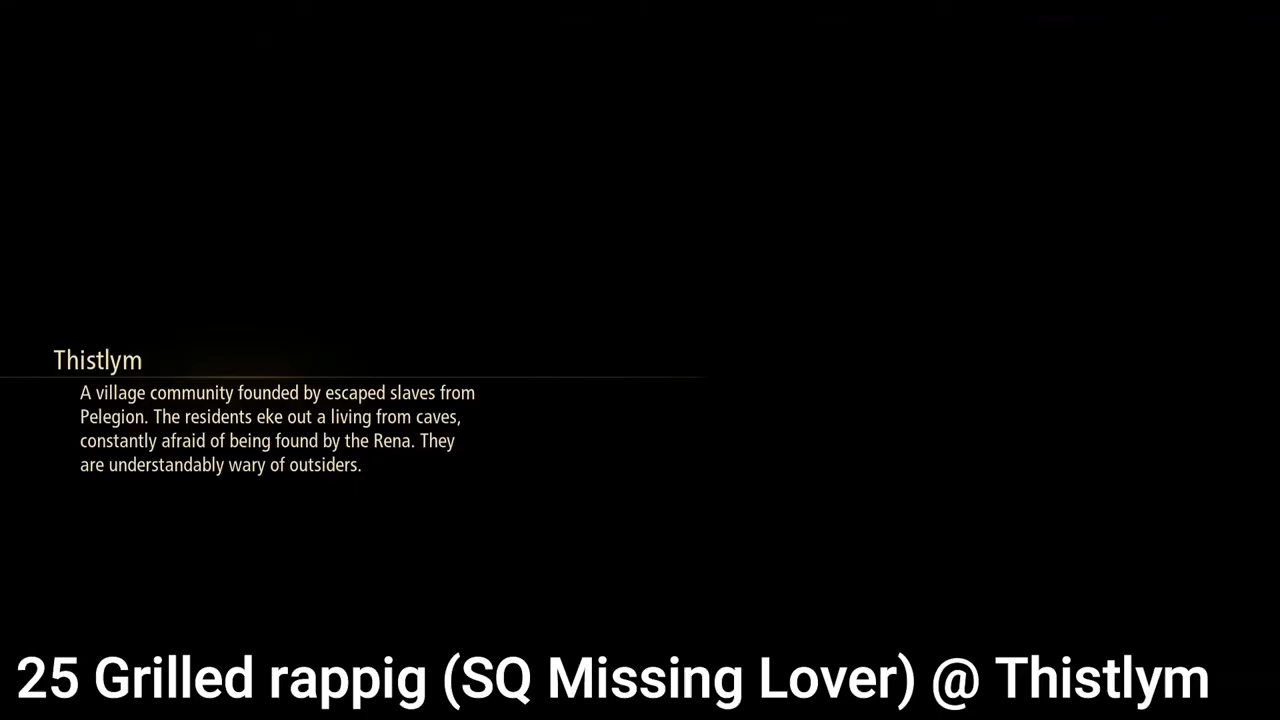 Thistlym
A village community founded by escaped slaves from
Pelegion. The residents eke out a living from caves,
constantly afraid of being found by the Rena. They
are understandably wary of outsiders.
25 Grilled rappig (SQ Missing Lover) @ Thistlym